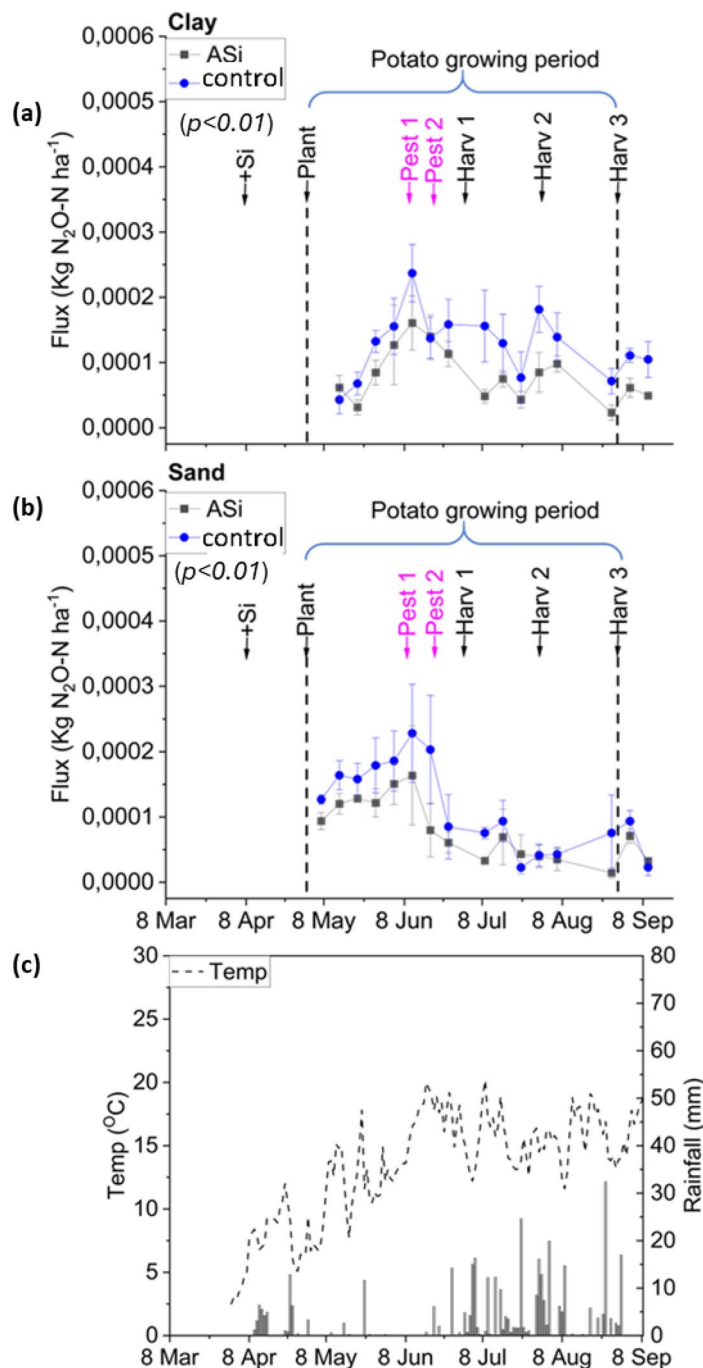 Clay
(a)
0,0006
0,0005
0,0004
0,0003
0,0002
0,0001
0,0000
Flux (Kg N₂O-N ha⁻¹)
ASi
control
(p<0.01)
Potato growing period
+Si
Plant
Pest 1
Pest 2
Harv 1
Harv 2
Harv 3
Sand
(b)
0,0006
0,0005
0,0004
0,0003
0,0002
0,0001
0,0000
Flux (Kg N₂O-N ha⁻¹)
ASi
control
(p<0.01)
Potato growing period
+Si
Plant
Pest 1
Pest 2
Harv 1
Harv 2
Harv 3
8 Mar 8 Apr 8 May 8 Jun 8 Jul 8 Aug 8 Sep
(c)
30
25
20
15
10
5
0
Temp (⁰C)
Temp
80
70
60
50
40
30
20
10
0
Rainfall (mm)
8 Mar 8 Apr 8 May 8 Jun 8 Jul 8 Aug 8 Sep